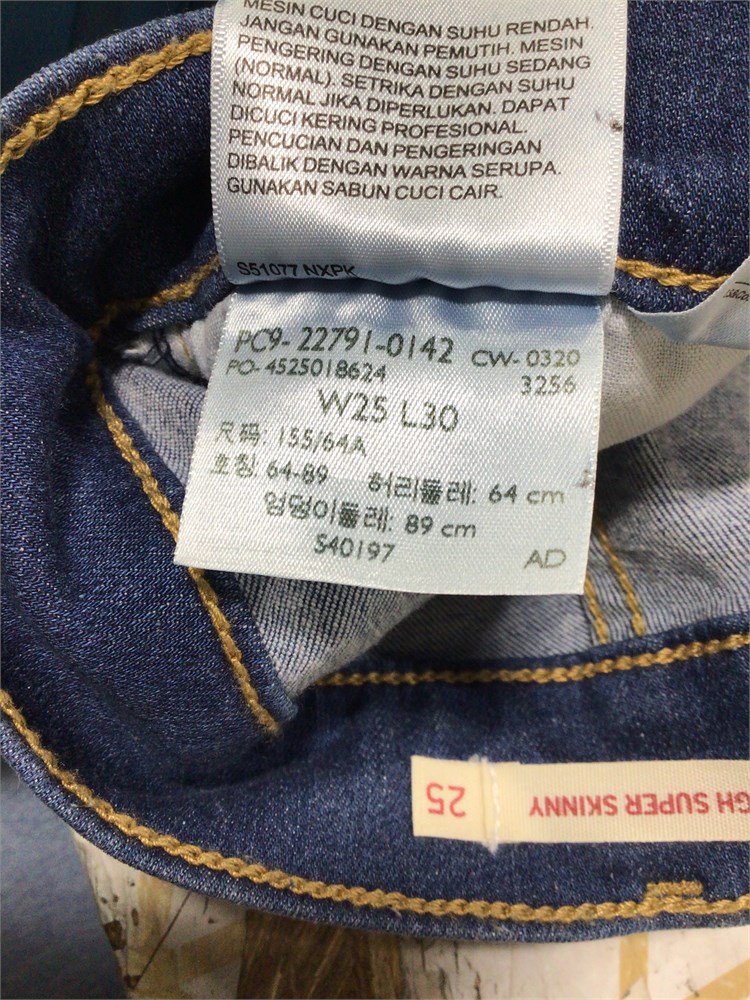 MESIN CUCI DENGAN SUHU RENDAH.
JANGAN GUNAKAN PEMUTIH. MESIN
PENGERING DENGAN SUHU SEDANG
(NORMAL). SETRIKA DENGAN SUHU
NORMAL JIKA DIPERLUKAN. DAPAT
DICUCI KERING PROFESIONAL.
PENCUCIAN DAN PENGERINGAN
DIBALIK DENGAN WARNA SERUPA.
GUNAKAN SABUN CUCI CAIR.
S51077 NXPK
PC9-22791-0142 CW-0320
PO-4525018624 3256
W25 L30
尺码: 155/64A
호칭: 64-89 허리둘레: 64 cm
엉덩이둘레: 89 cm
S40197 AD
25 SUPER SKINNY